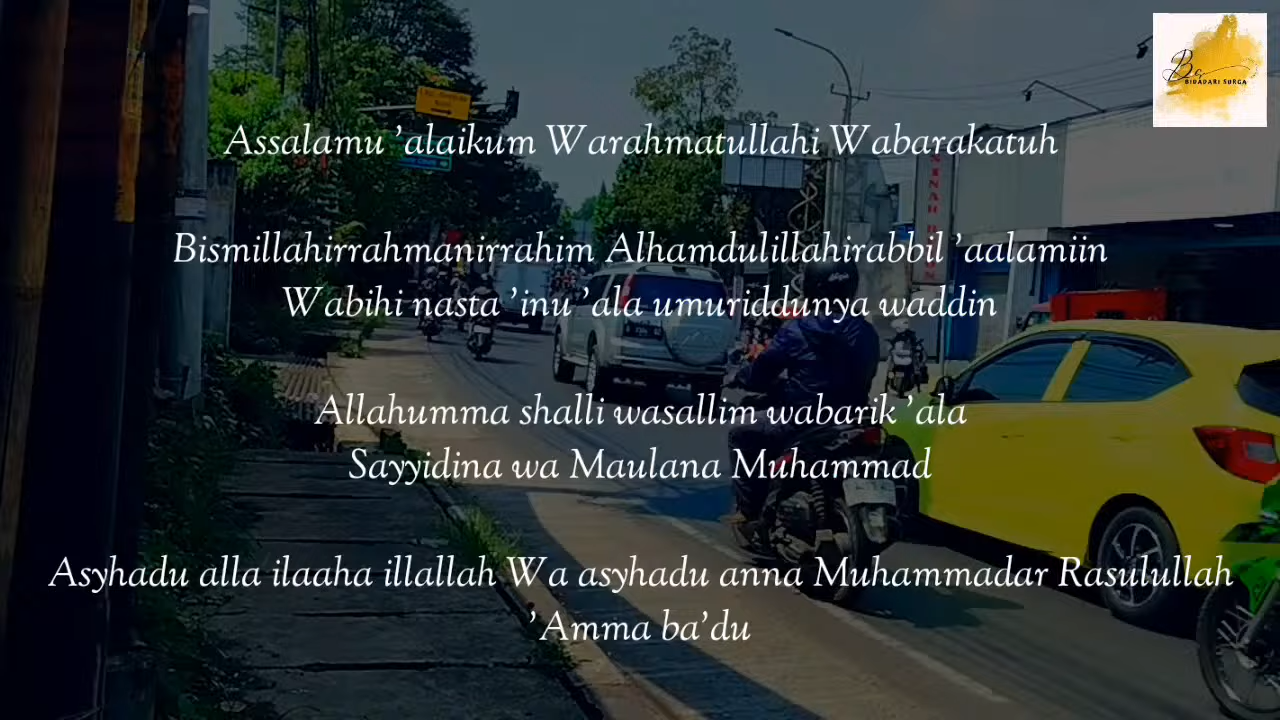 BIDADARI SURGA
Assalamu 'alaikum Warahmatullahi Wabarakatuh
Bismillahirrahmanirrahim Alhamdulillahirabbil 'aalamiin
Wabihi nasta 'inu 'ala umuriddunya waddin
Allahumma shalli wasallim wabarik 'ala
Sayyidina wa Maulana Muhammad
Asyhadu alla ilaaha illallah Wa asyhadu anna Muhammadar Rasulullah
'Amma ba'du